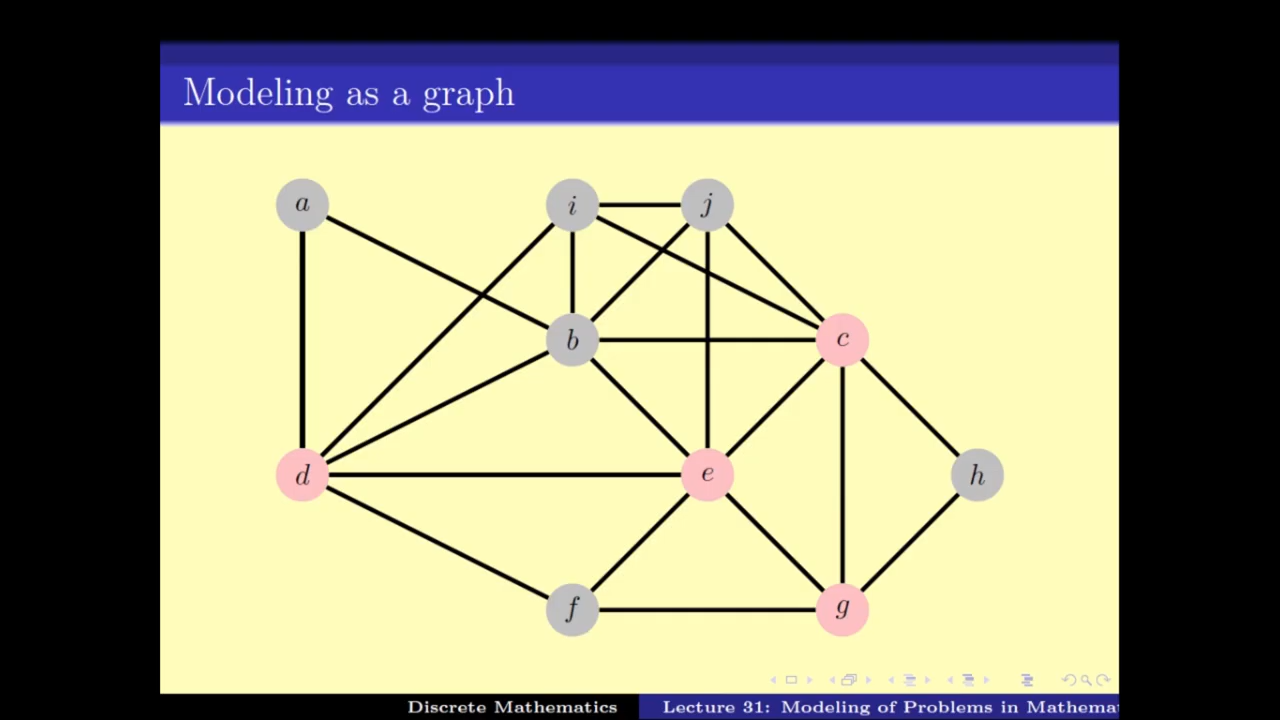 Modeling as a graph
a
i
j
b
c
d
e
h
f
g
Discrete Mathematics
Lecture 31: Modeling of Problems in Mathema